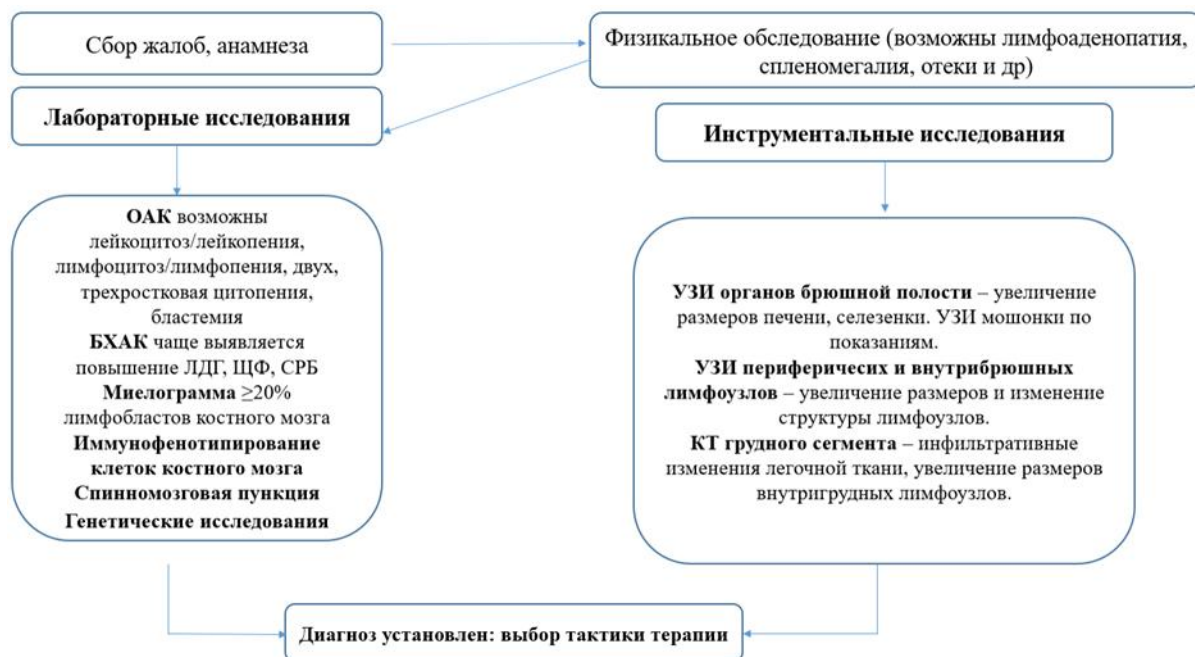 Сбор жалоб, анамнеза
Физикальное обследование (возможны лимфоаденопатия,
спленомегалия, отеки и др)
Лабораторные исследования
Инструментальные исследования
ОАК возможны
лейкоцитоз/лейкопения,
лимфоцитоз/лимфопения, двух,
трехростковая цитопения,
бластемия
БХАК чаще выявляется
повышение ЛДГ, ЩФ, СРБ
Миелограмма ≥20%
лимфобластов костного мозга
Иммунофенотипирование
клеток костного мозга
Спинномозговая пункция
Генетические исследования
УЗИ органов брюшной полости – увеличение
размеров печени, селезенки. УЗИ мошонки по
показаниям.
УЗИ периферичесих и внутрибрюшных
лимфоузлов – увеличение размеров и изменение
структуры лимфоузлов.
КТ грудного сегмента – инфильтративные
изменения легочной ткани, увеличение размеров
внутригрудных лимфоузлов.
Диагноз установлен: выбор тактики терапии